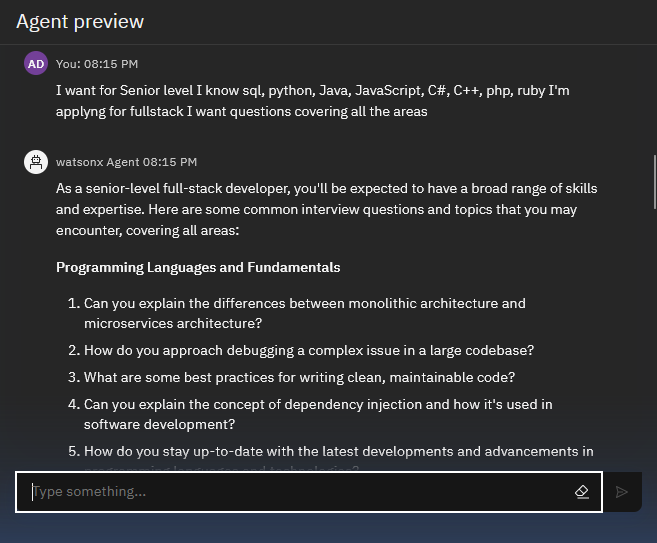 Agent preview
AD You: 08:15 PM
I want for Senior level I know sql, python, Java, JavaScript, C#, C++, php, ruby I'm
applyng for fullstack I want questions covering all the areas
watsonx Agent 08:15 PM
As a senior-level full-stack developer, you'll be expected to have a broad range of skills
and expertise. Here are some common interview questions and topics that you may
encounter, covering all areas:
Programming Languages and Fundamentals
1. Can you explain the differences between monolithic architecture and
microservices architecture?
2. How do you approach debugging a complex issue in a large codebase?
3. What are some best practices for writing clean, maintainable code?
4. Can you explain the concept of dependency injection and how it's used in
software development?
5. How do you stay up-to-date with the latest developments and advancements in
programming languages and technologies?
Type something...